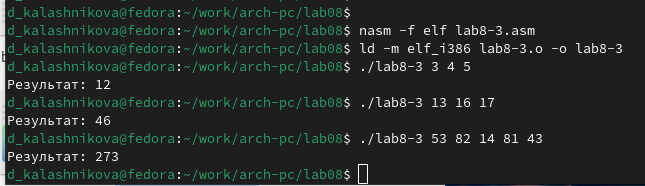 d_kalashnikova@fedora:~/work/arch-pc/lab08$
d_kalashnikova@fedora:~/work/arch-pc/lab08$ nasm -f elf lab8-3.asm
d_kalashnikova@fedora:~/work/arch-pc/lab08$ ld -m elf_i386 lab8-3.o -o lab8-3
d_kalashnikova@fedora:~/work/arch-pc/lab08$ ./lab8-3 3 4 5
Результат: 12
d_kalashnikova@fedora:~/work/arch-pc/lab08$ ./lab8-3 13 16 17
Результат: 46
d_kalashnikova@fedora:~/work/arch-pc/lab08$ ./lab8-3 53 82 14 81 43
Результат: 273
d_kalashnikova@fedora:~/work/arch-pc/lab08$